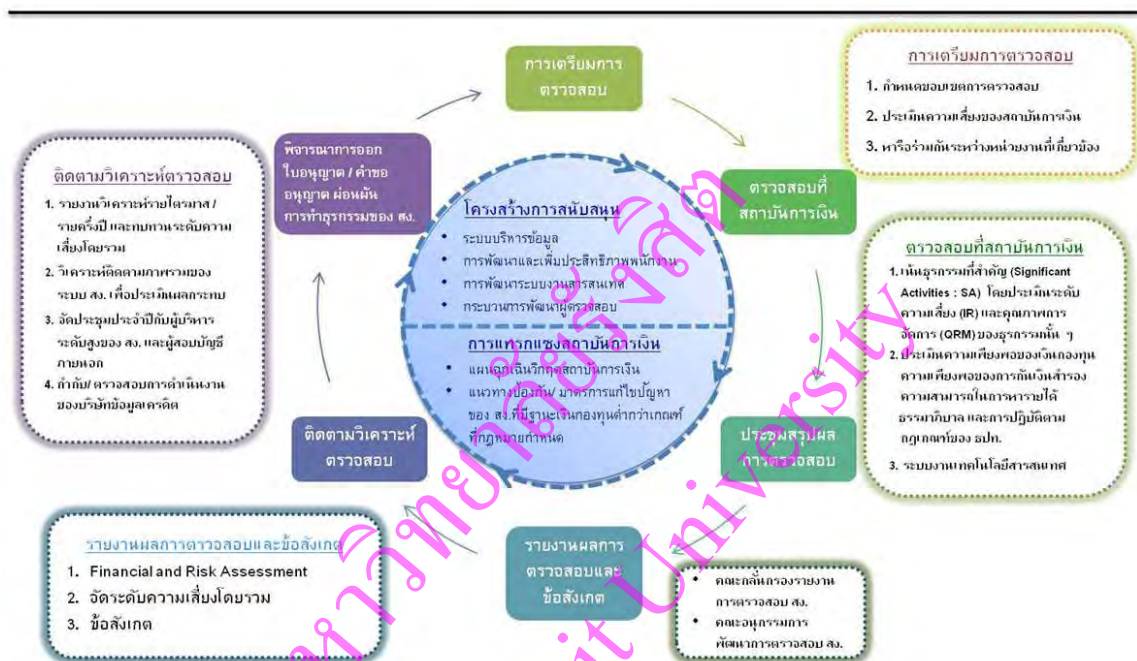 การเตรียมการ
ตรวจสอบ
การเตรียมการตรวจสอบ
1. กำหนดขอบเขตการตรวจสอบ
2. ประเมินความเสี่ยงของสถาบันการเงิน
3. หารือร่วมกันระหว่างหน่วยงานที่เกี่ยวข้อง
ตรวจสอบที่
สถาบันการเงิน
ตรวจสอบที่สถาบันการเงิน
1. เน้นธุรกรรมที่สำคัญ (Significant
Activities : SA) โดยประเมินระดับ
ความเสี่ยง (IR) และคุณภาพการ
จัดการ (QRM) ของธุรกรรมนั้น ๆ
2. ประเมินความเพียงพอของเงินกองทุน
ความเพียงพอของการกันเงินสำรอง
ความสามารถในการหารายได้
ธรรมาภิบาล และการปฏิบัติตาม
กฎเกณฑ์ของ ธปท.
3. ระบบงานเทคโนโลยีสารสนเทศ
ประชุมสรุปผล
การตรวจสอบ
• คณะกลั่นกรองรายงาน
การตรวจสอบ สง.
• คณะอนุกรรมการ
พัฒนาการตรวจสอบ สง.
รายงานผลการ
ตรวจสอบและ
ข้อสังเกต
รายงานผลการตรวจสอบและข้อสังเกต
1. Financial and Risk Assessment
2. จัดระดับความเสี่ยงโดยรวม
3. ข้อสังเกต
ติดตามวิเคราะห์
ตรวจสอบ
ติดตามวิเคราะห์ตรวจสอบ
1. รายงานวิเคราะห์รายไตรมาส /
รายครึ่งปี และทบทวนระดับความ
เสี่ยงโดยรวม
2. วิเคราะห์ติดตามภาพรวมของ
ระบบ สง. เพื่อประเมินผลกระทบ
3. จัดประชุมประจำปีกับผู้บริหาร
ระดับสูงของ สง. และผู้สอบบัญชี
ภายนอก
4. กำกับ/ ตรวจสอบการดำเนินงาน
ของบริษัทข้อมูลเครดิต
พิจารณาการออก
ใบอนุญาต / คำขอ
อนุญาต ผ่อนผัน
การทำธุรกรรมของ สง.
โครงสร้างการสนับสนุน
• ระบบบริหารข้อมูล
• การพัฒนาและเพิ่มประสิทธิภาพพนักงาน
• การพัฒนาระบบงานสารสนเทศ
• กระบวนการพัฒนาผู้ตรวจสอบ
การแทรกแซงสถาบันการเงิน
• แผนฉุกเฉินวิกฤตสถาบันการเงิน
• แนวทางป้องกัน/ มาตรการแก้ไขปัญหา
ของ สง.ที่มีฐานะเงินกองทุนต่ำกว่าเกณฑ์
ที่กฎหมายกำหนด